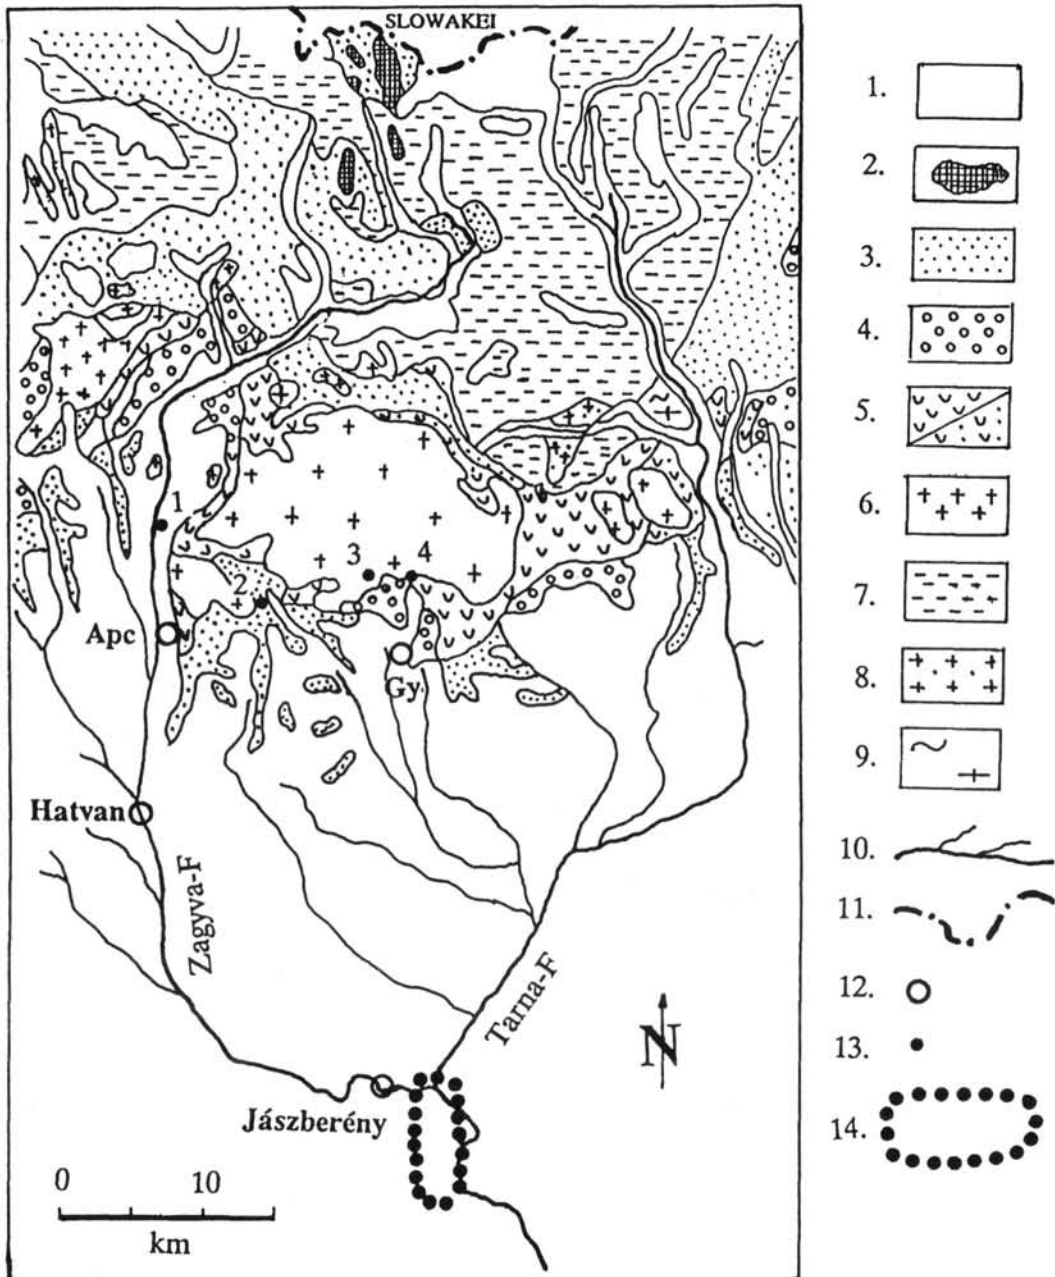 SLOWAKEI
1
3 4
2
Apc
Gy
Hatvan
Zagyva-F
Tarna-F
N
Jászberény
0 10
km
1.
2.
3.
4.
5.
6.
7.
8.
9.
10.
11.
12.
13.
14.